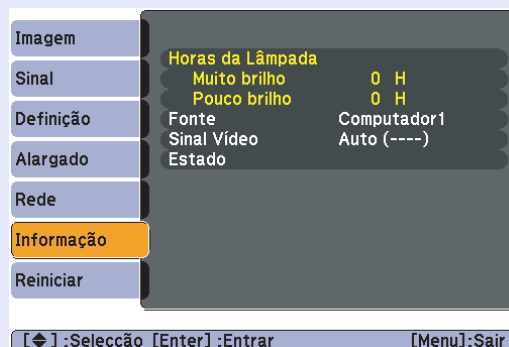 Imagem
Sinal
Definição
Alargado
Rede
Informação
Reiniciar
Horas da Lâmpada
Muito brilho 0 H
Pouco brilho 0 H
Fonte Computador1
Sinal Vídeo Auto (----)
Estado
[◆] :Selecção [Enter] :Entrar [Menu]:Sair